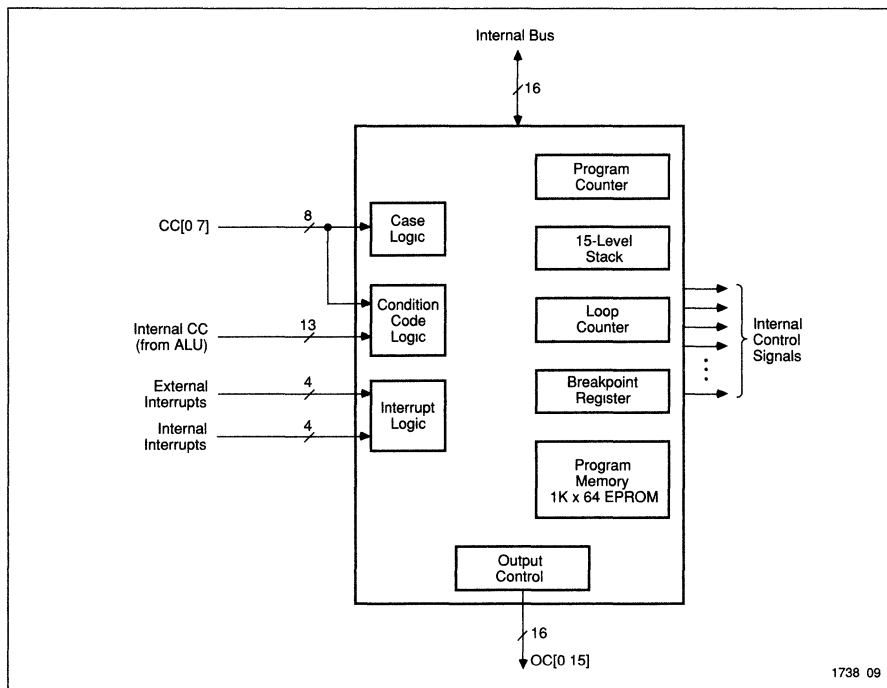 Internal Bus
16
Program
Counter
CC[0 7]
8
Case
Logic
15-Level
Stack
Condition
Code
Logic
Internal CC
(from ALU)
13
Loop
Counter
Internal
Control
Signals
External
Interrupts
4
Interrupt
Logic
Internal
Interrupts
4
Breakpoint
Register
Program
Memory
1K x 64 EPROM
Output
Control
16
OC[0 15]
1738 09